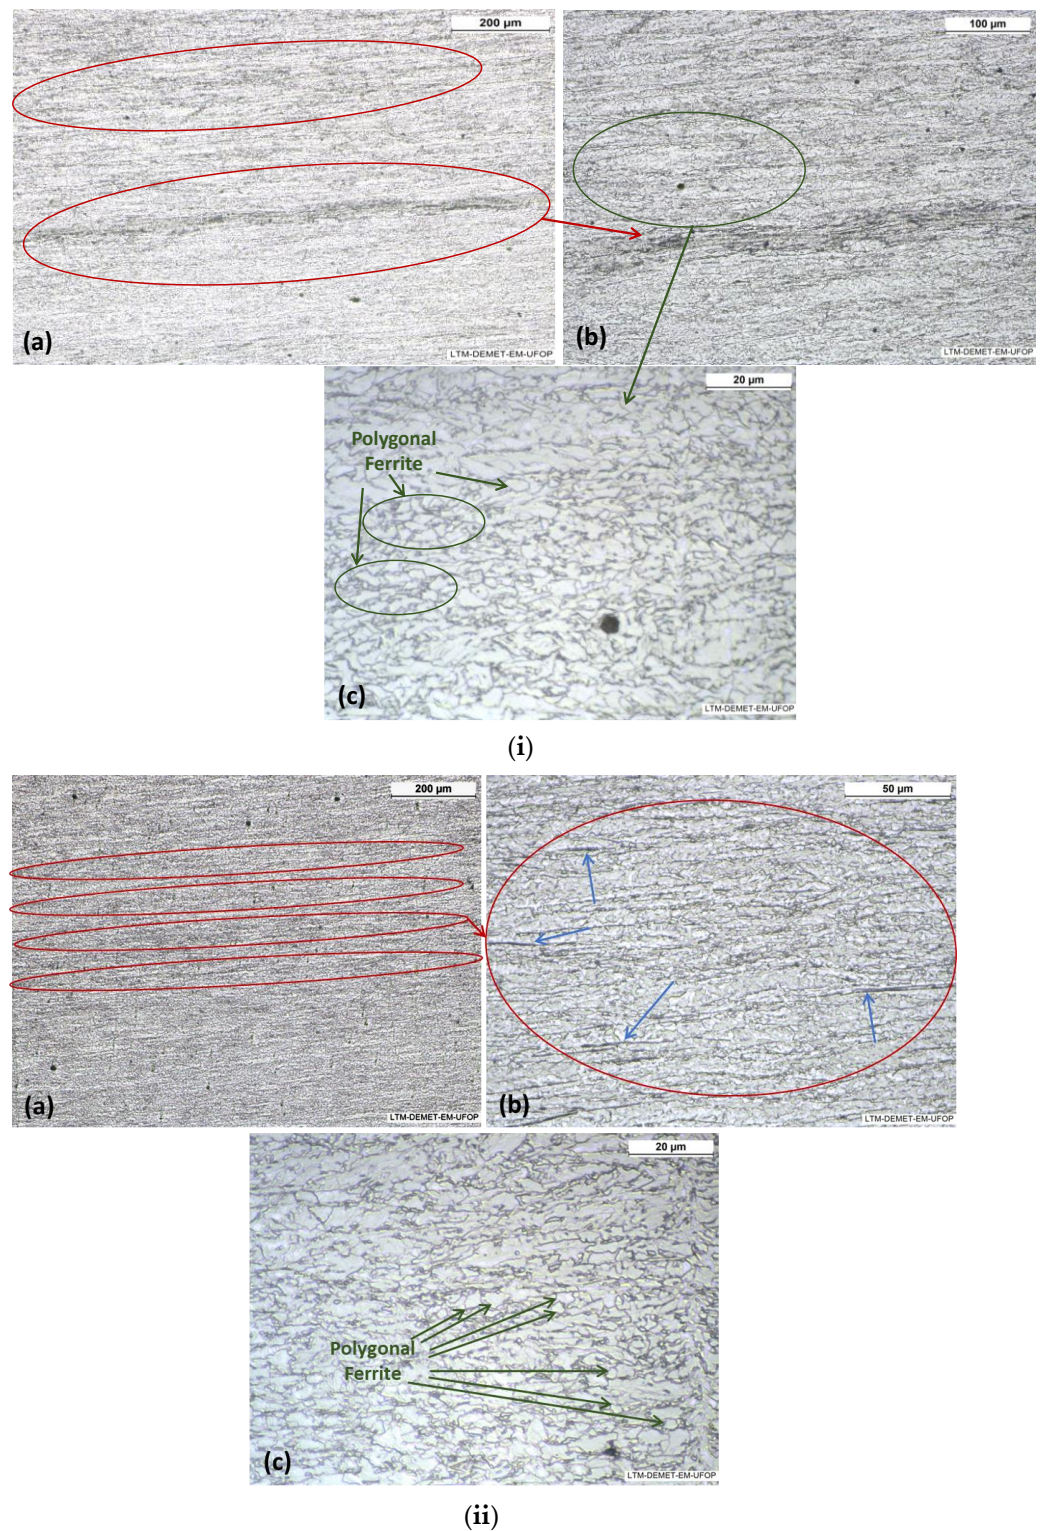 200 µm
100 µm
(a)
LTM-DEMET-EM-UFOP
(b)
LTM-DEMET-EM-UFOP
20 µm
Polygonal
Ferrite
(c)
LTM-DEMET-EM-UFOP
(i)
200 µm
50 µm
(a)
LTM-DEMET-EM-UFOP
(b)
LTM-DEMET-EM-UFOP
20 µm
Polygonal
Ferrite
(c)
LTM-DEMET-EM-UFOP
(ii)